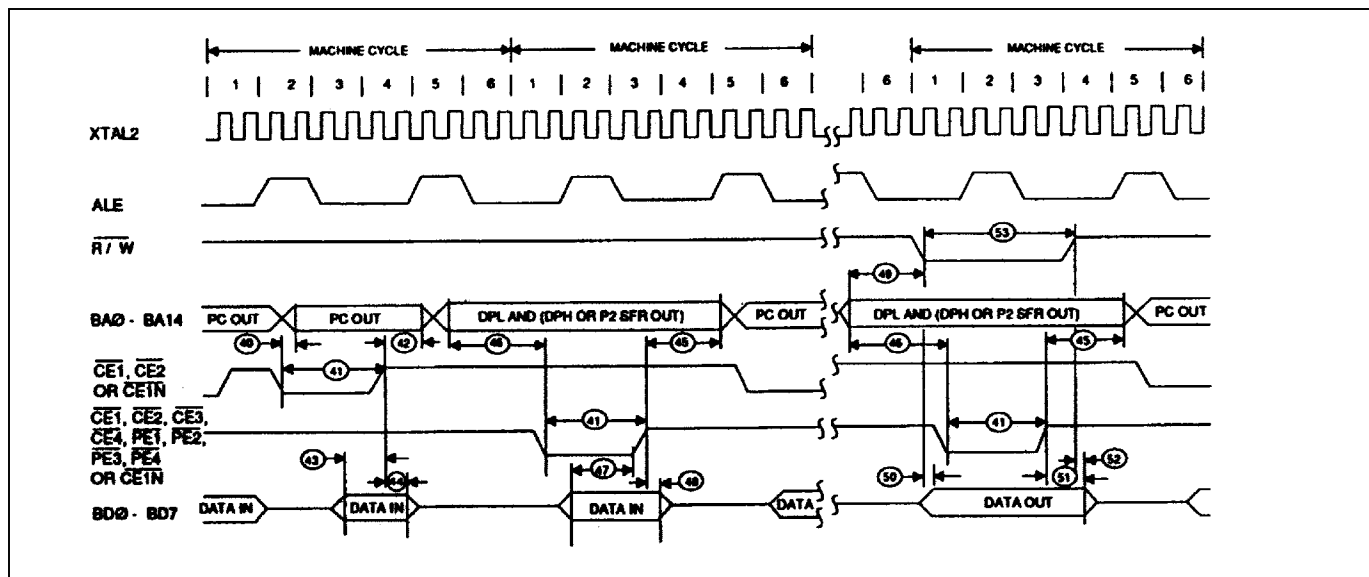 MACHINE CYCLE MACHINE CYCLE MACHINE CYCLE
1 2 3 4 5 6 1 2 3 4 5 6 6 1 2 3 4 5 6
XTAL2
ALE
R / W
53
49
BAØ - BA14 PC OUT PC OUT DPL AND (DPH OR P2 SFR OUT) PC OUT DPL AND (DPH OR P2 SFR OUT) PC OUT
40 42 46 45 46 45
CE1, CE2
OR CE1N
41
CE1, CE2, CE3,
CE4, PE1, PE2,
PE3, PE4
OR CE1N
41 41
43 44 47 48 50 51 52
BDØ - BD7 DATA IN DATA IN DATA IN DATA DATA OUT